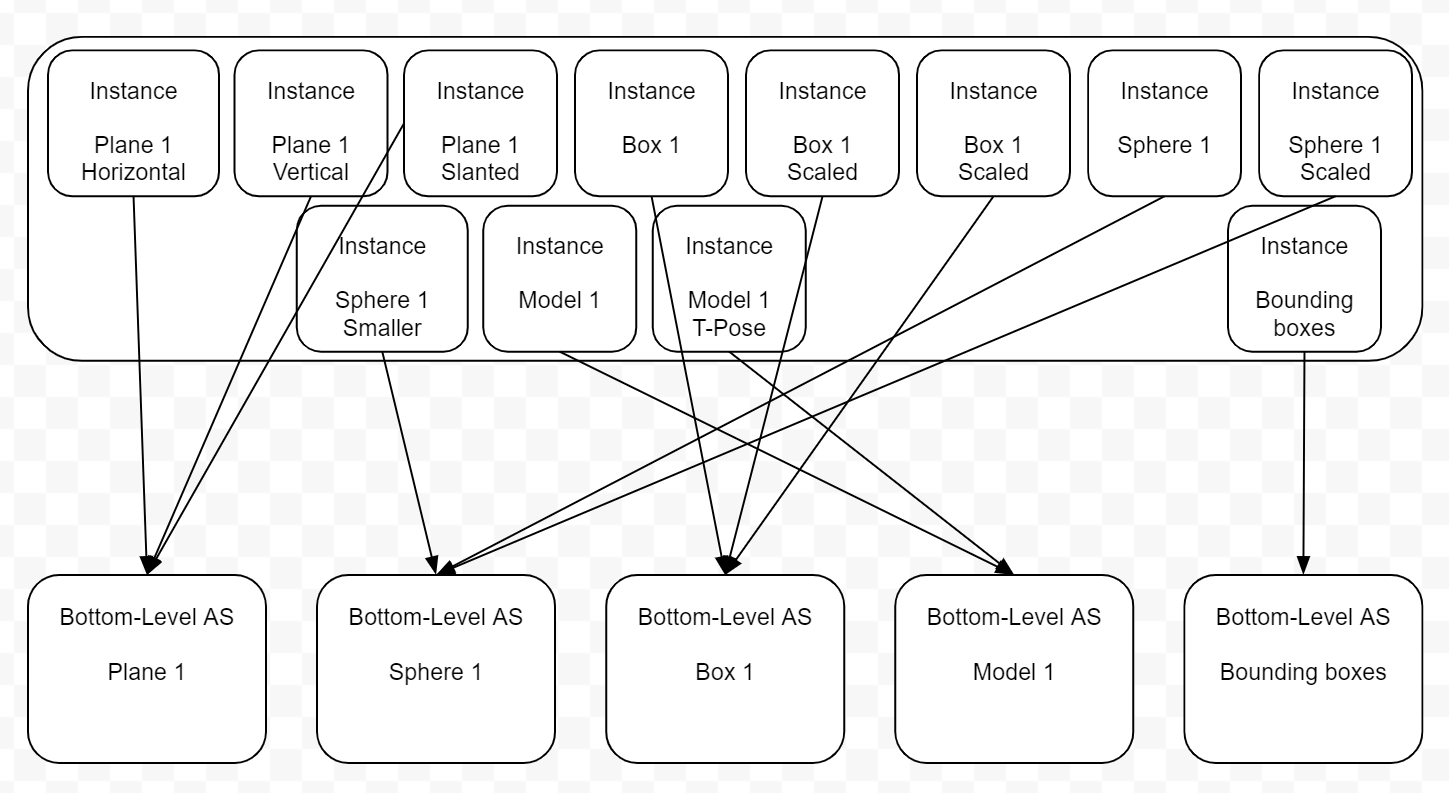 Instance
Plane 1
Horizontal
Instance
Plane 1
Vertical
Instance
Plane 1
Slanted
Instance
Box 1
Instance
Box 1
Scaled
Instance
Box 1
Scaled
Instance
Sphere 1
Instance
Sphere 1
Scaled
Instance
Sphere 1
Smaller
Instance
Model 1
Instance
Model 1
T-Pose
Instance
Bounding
boxes
Bottom-Level AS
Plane 1
Bottom-Level AS
Sphere 1
Bottom-Level AS
Box 1
Bottom-Level AS
Model 1
Bottom-Level AS
Bounding boxes